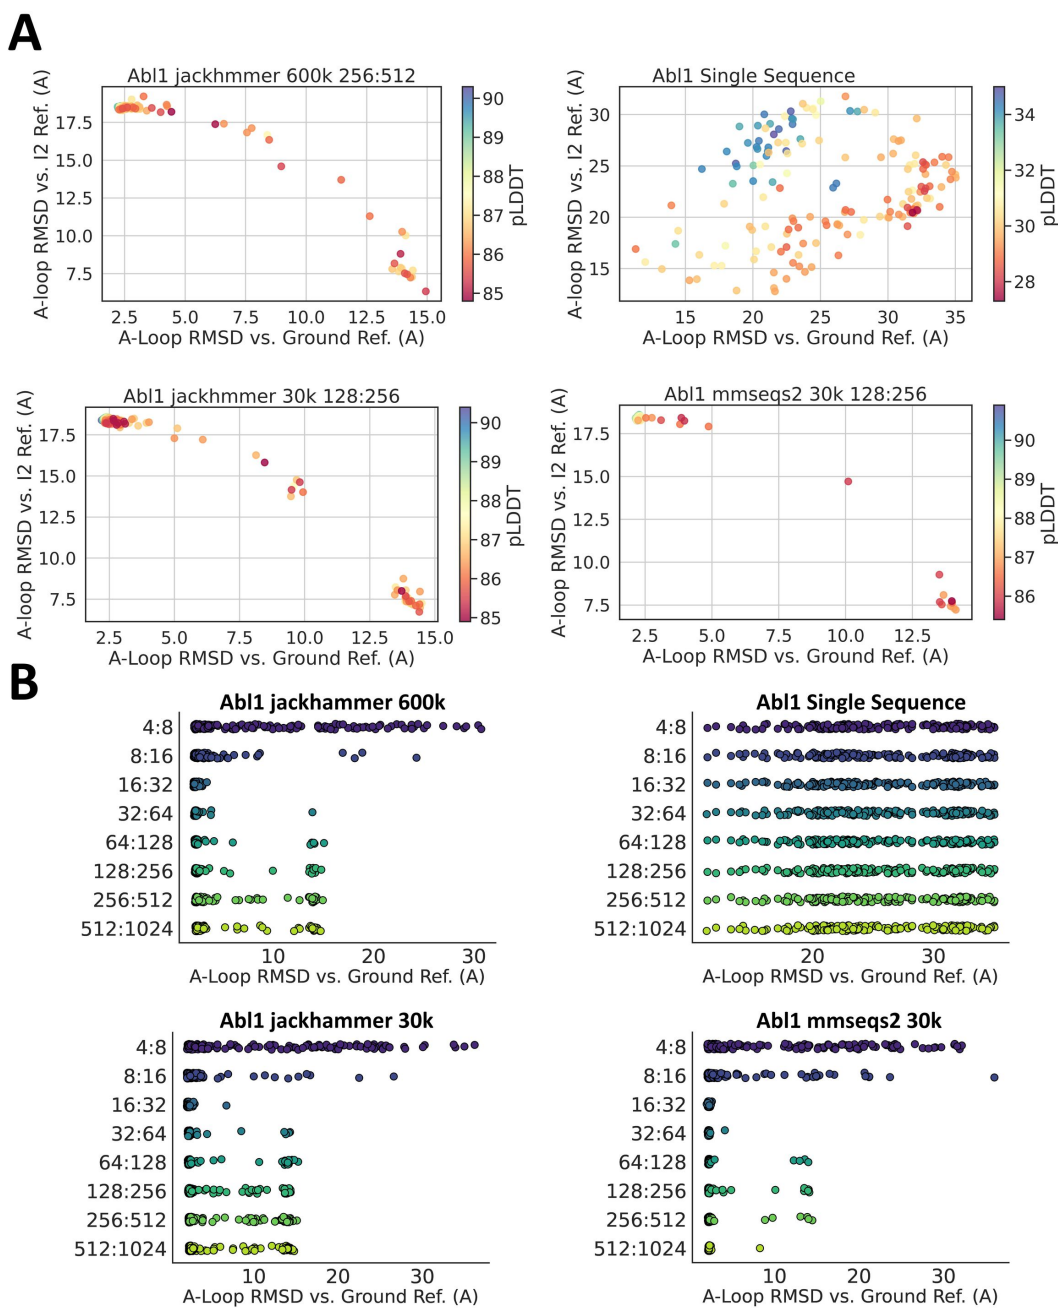 A
Abl1 jackhmmer 600k 256:512
A-loop RMSD vs. I2 Ref. (A)
17.5
15.0
12.5
10.0
7.5
2.5 5.0 7.5 10.0 12.5 15.0
A-Loop RMSD vs. Ground Ref. (A)
90
89
88
87
86
85
pLDDT
Abl1 Single Sequence
A-loop RMSD vs. I2 Ref. (A)
30
25
20
15
15 20 25 30 35
A-Loop RMSD vs. Ground Ref. (A)
34
32
30
28
pLDDT
Abl1 jackhmmer 30k 128:256
A-loop RMSD vs. I2 Ref. (A)
17.5
15.0
12.5
10.0
7.5
2.5 5.0 7.5 10.0 12.5 15.0
A-Loop RMSD vs. Ground Ref. (A)
90
89
88
87
86
85
pLDDT
Abl1 mmseqs2 30k 128:256
A-loop RMSD vs. I2 Ref. (A)
17.5
15.0
12.5
10.0
7.5
2.5 5.0 7.5 10.0 12.5
A-Loop RMSD vs. Ground Ref. (A)
90
89
88
87
86
pLDDT
B
Abl1 jackhammer 600k
4:8
8:16
16:32
32:64
64:128
128:256
256:512
512:1024
10 20 30
A-Loop RMSD vs. Ground Ref. (A)
Abl1 Single Sequence
4:8
8:16
16:32
32:64
64:128
128:256
256:512
512:1024
20 30
A-Loop RMSD vs. Ground Ref. (A)
Abl1 jackhammer 30k
4:8
8:16
16:32
32:64
64:128
128:256
256:512
512:1024
10 20 30
A-Loop RMSD vs. Ground Ref. (A)
Abl1 mmseqs2 30k
4:8
8:16
16:32
32:64
64:128
128:256
256:512
512:1024
10 20 30
A-Loop RMSD vs. Ground Ref. (A)